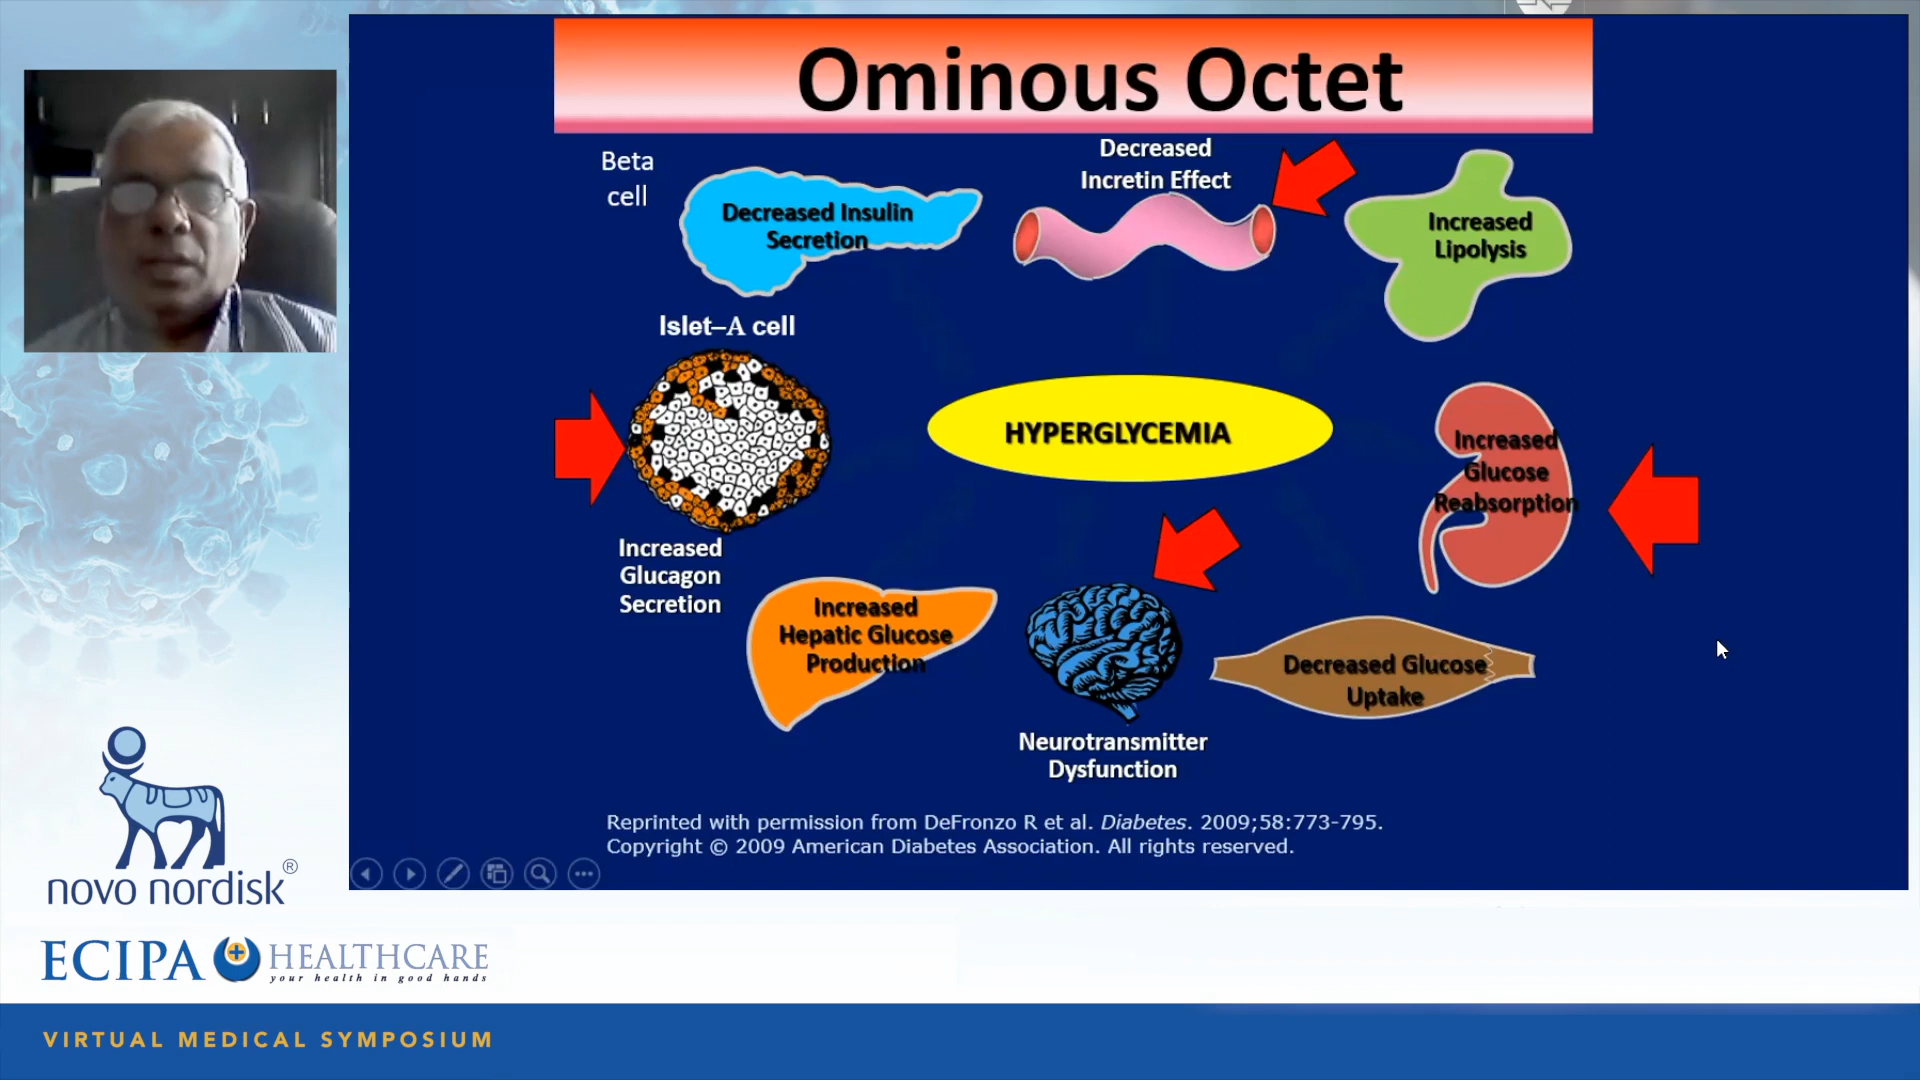 Ominous Octet
Beta
cell
Decreased Insulin
Secretion
Decreased
Incretin Effect
Increased
Lipolysis
Islet–A cell
HYPERGLYCEMIA
Increased
Glucose
Reabsorption
Increased
Glucagon
Secretion
Increased
Hepatic Glucose
Production
Neurotransmitter
Dysfunction
Decreased Glucose
Uptake
Reprinted with permission from DeFronzo R et al. Diabetes. 2009;58:773-795.
Copyright © 2009 American Diabetes Association. All rights reserved.
novo nordisk®
ECIPA HEALTHCARE
your health in good hands
VIRTUAL MEDICAL SYMPOSIUM